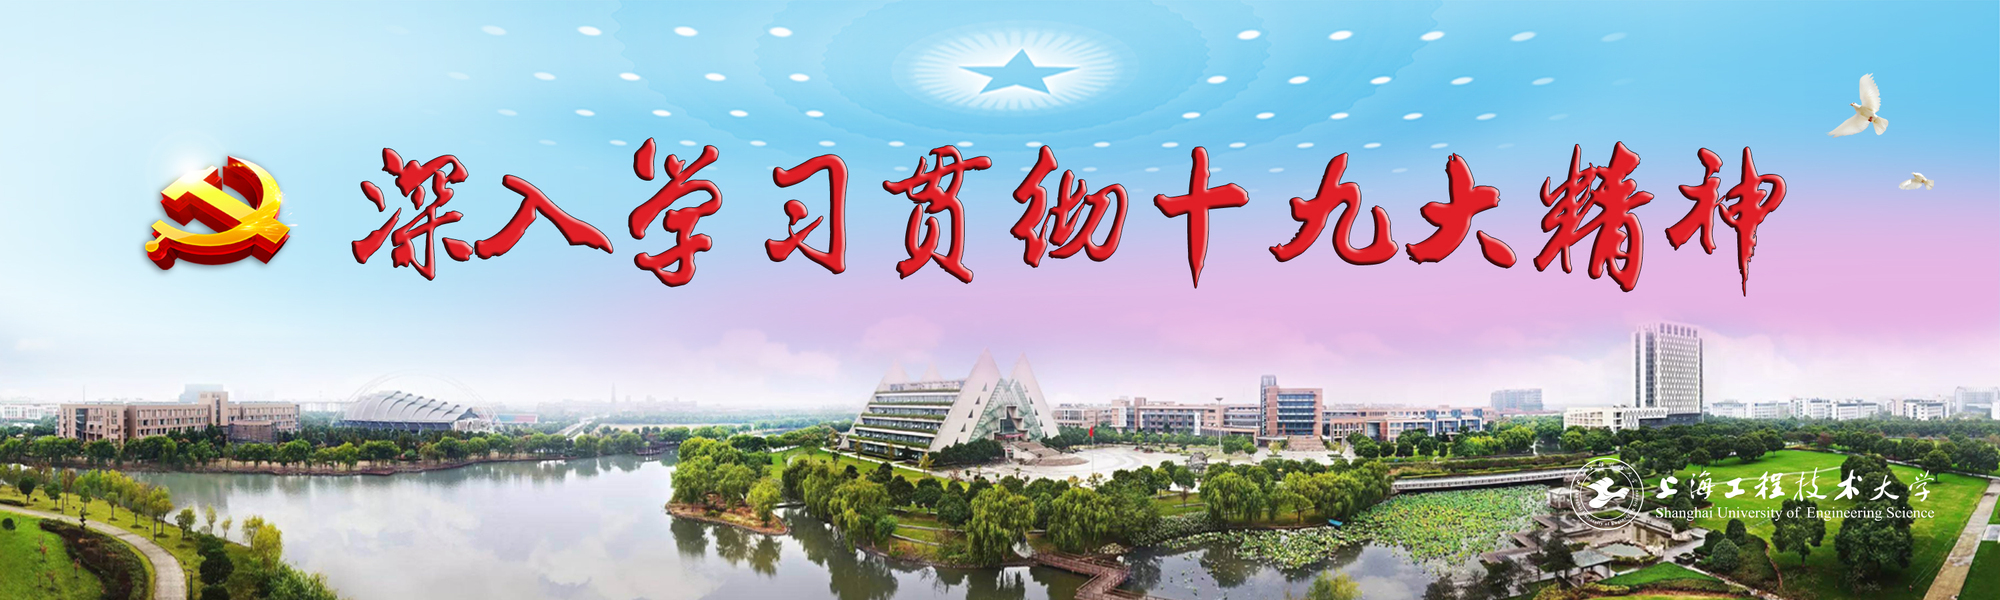 深入学习贯彻十九大精神
上海工程技术大学
Shanghai University of Engineering Science